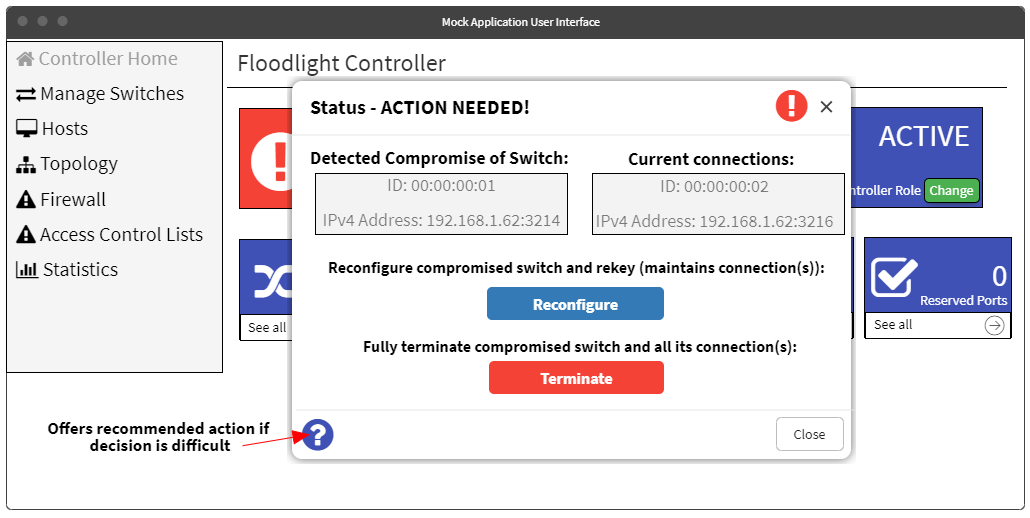 Mock Application User Interface
Controller Home
Manage Switches
Hosts
Topology
Firewall
Access Control Lists
Statistics
Floodlight Controller
Status - ACTION NEEDED!
Detected Compromise of Switch:
ID: 00:00:00:01
IPv4 Address: 192.168.1.62:3214
Current connections:
ID: 00:00:00:02
IPv4 Address: 192.168.1.62:3216
Reconfigure compromised switch and rekey (maintains connection(s)):
Reconfigure
Fully terminate compromised switch and all its connection(s):
Terminate
Close
ACTIVE
Role
Change
See all
0
Reserved Ports
See all
Offers recommended action if
decision is difficult